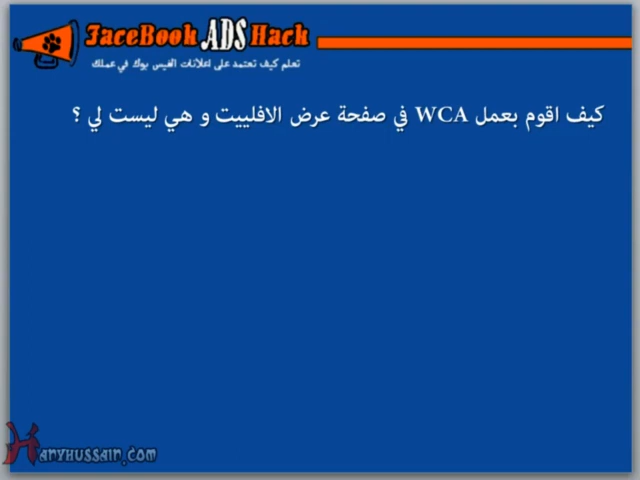 FaceBook ADS Hack
تعلم كيف تعتمد على اعلانات الفيس بوك في عملك
كيف اقوم بعمل WCA في صفحة عرض الافلييت و هي ليست لي ؟
HANYHUSSAIN.COM